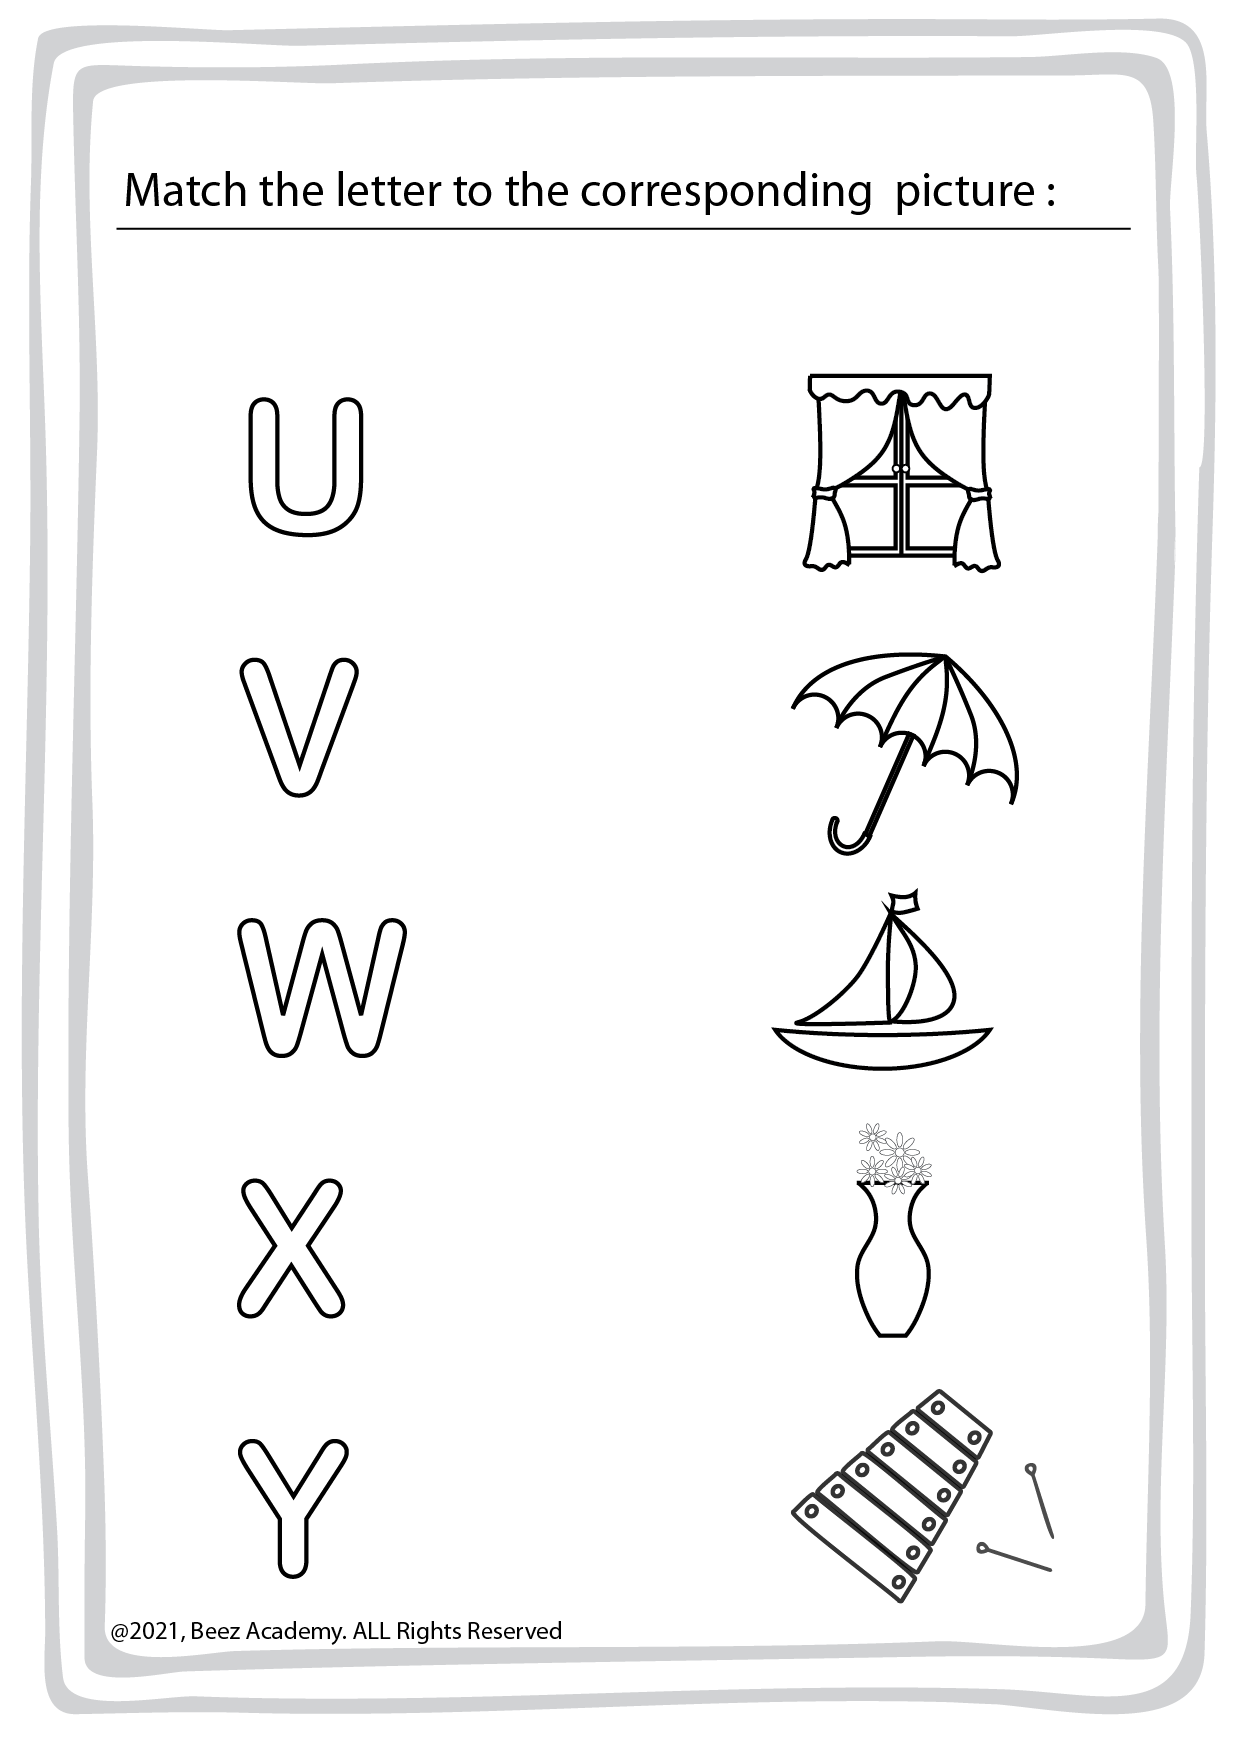 Match the letter to the corresponding  picture :
U
V
W
X
Y
@2021, Beez Academy. ALL Rights Reserved